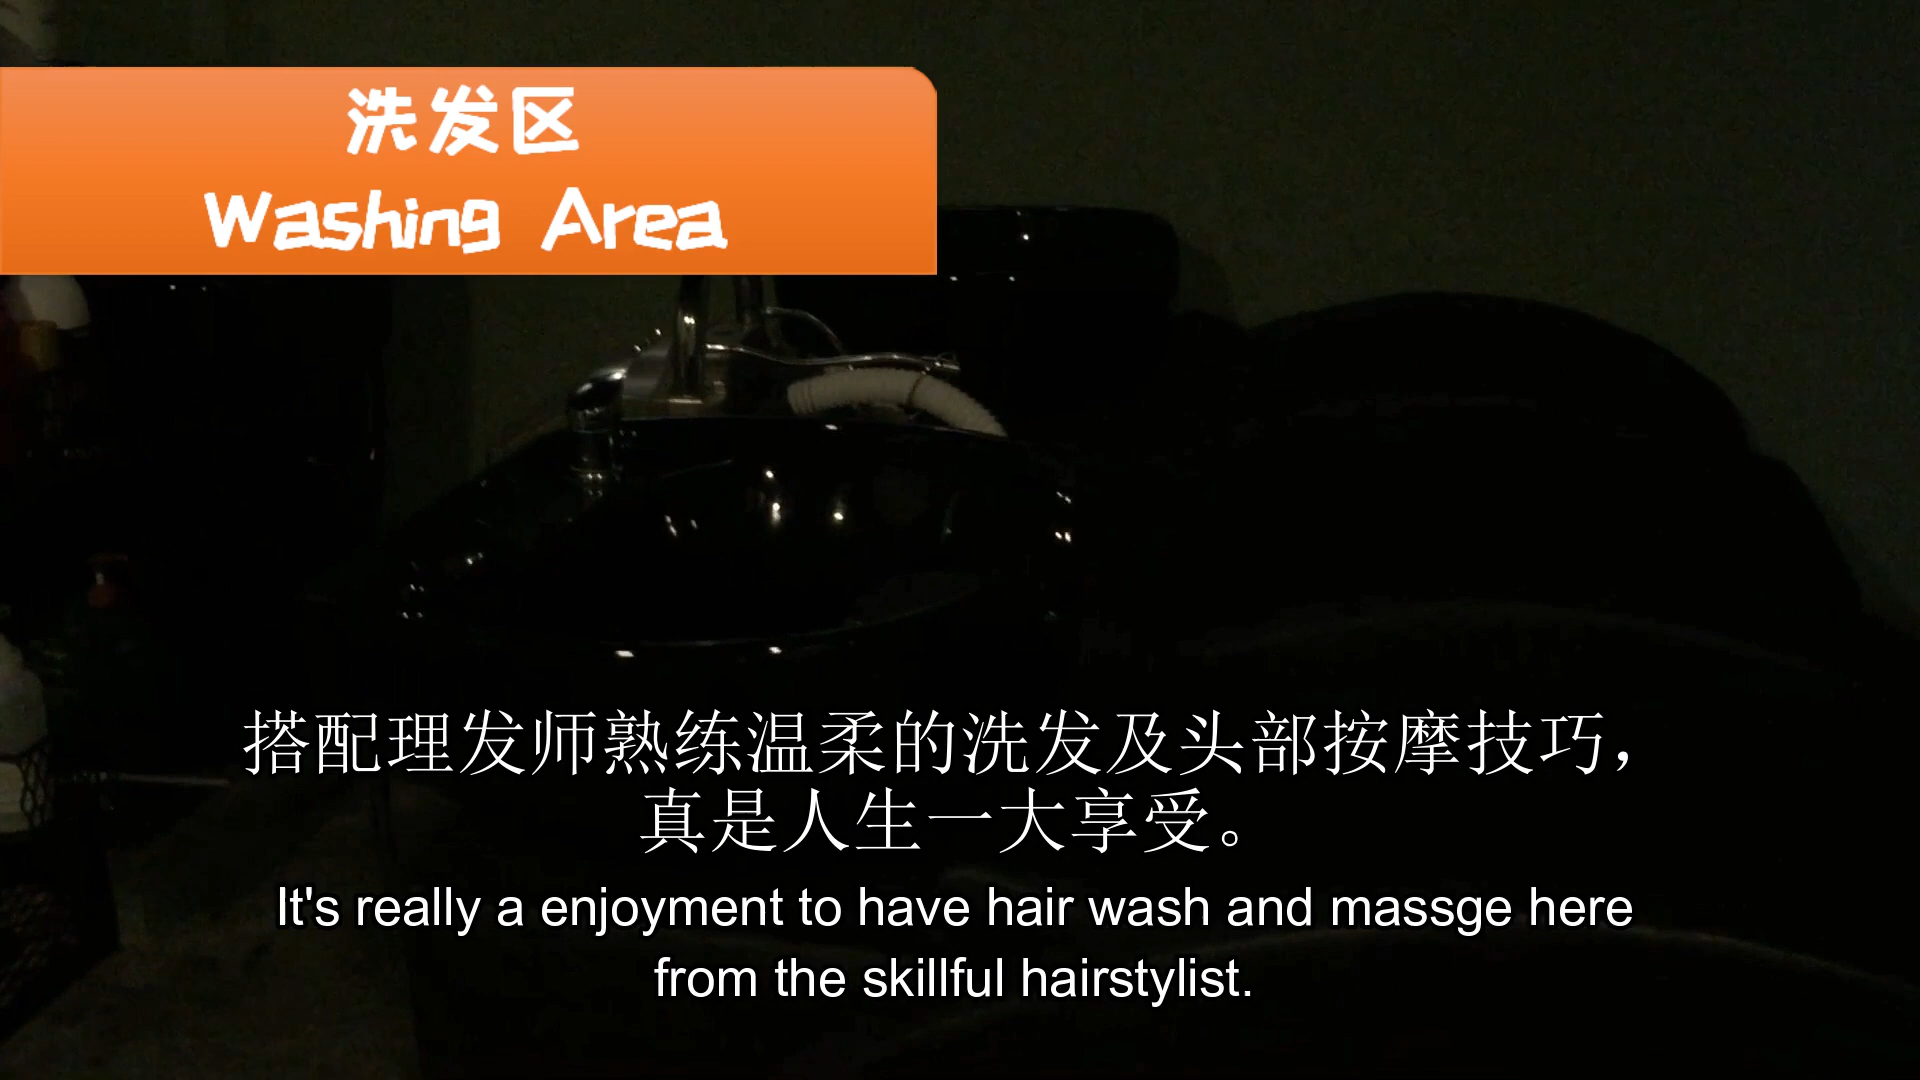 洗发区
Washing Area
搭配理发师熟练温柔的洗发及头部按摩技巧，
真是人生一大享受。
It's really a enjoyment to have hair wash and massge here
from the skillful hairstylist.